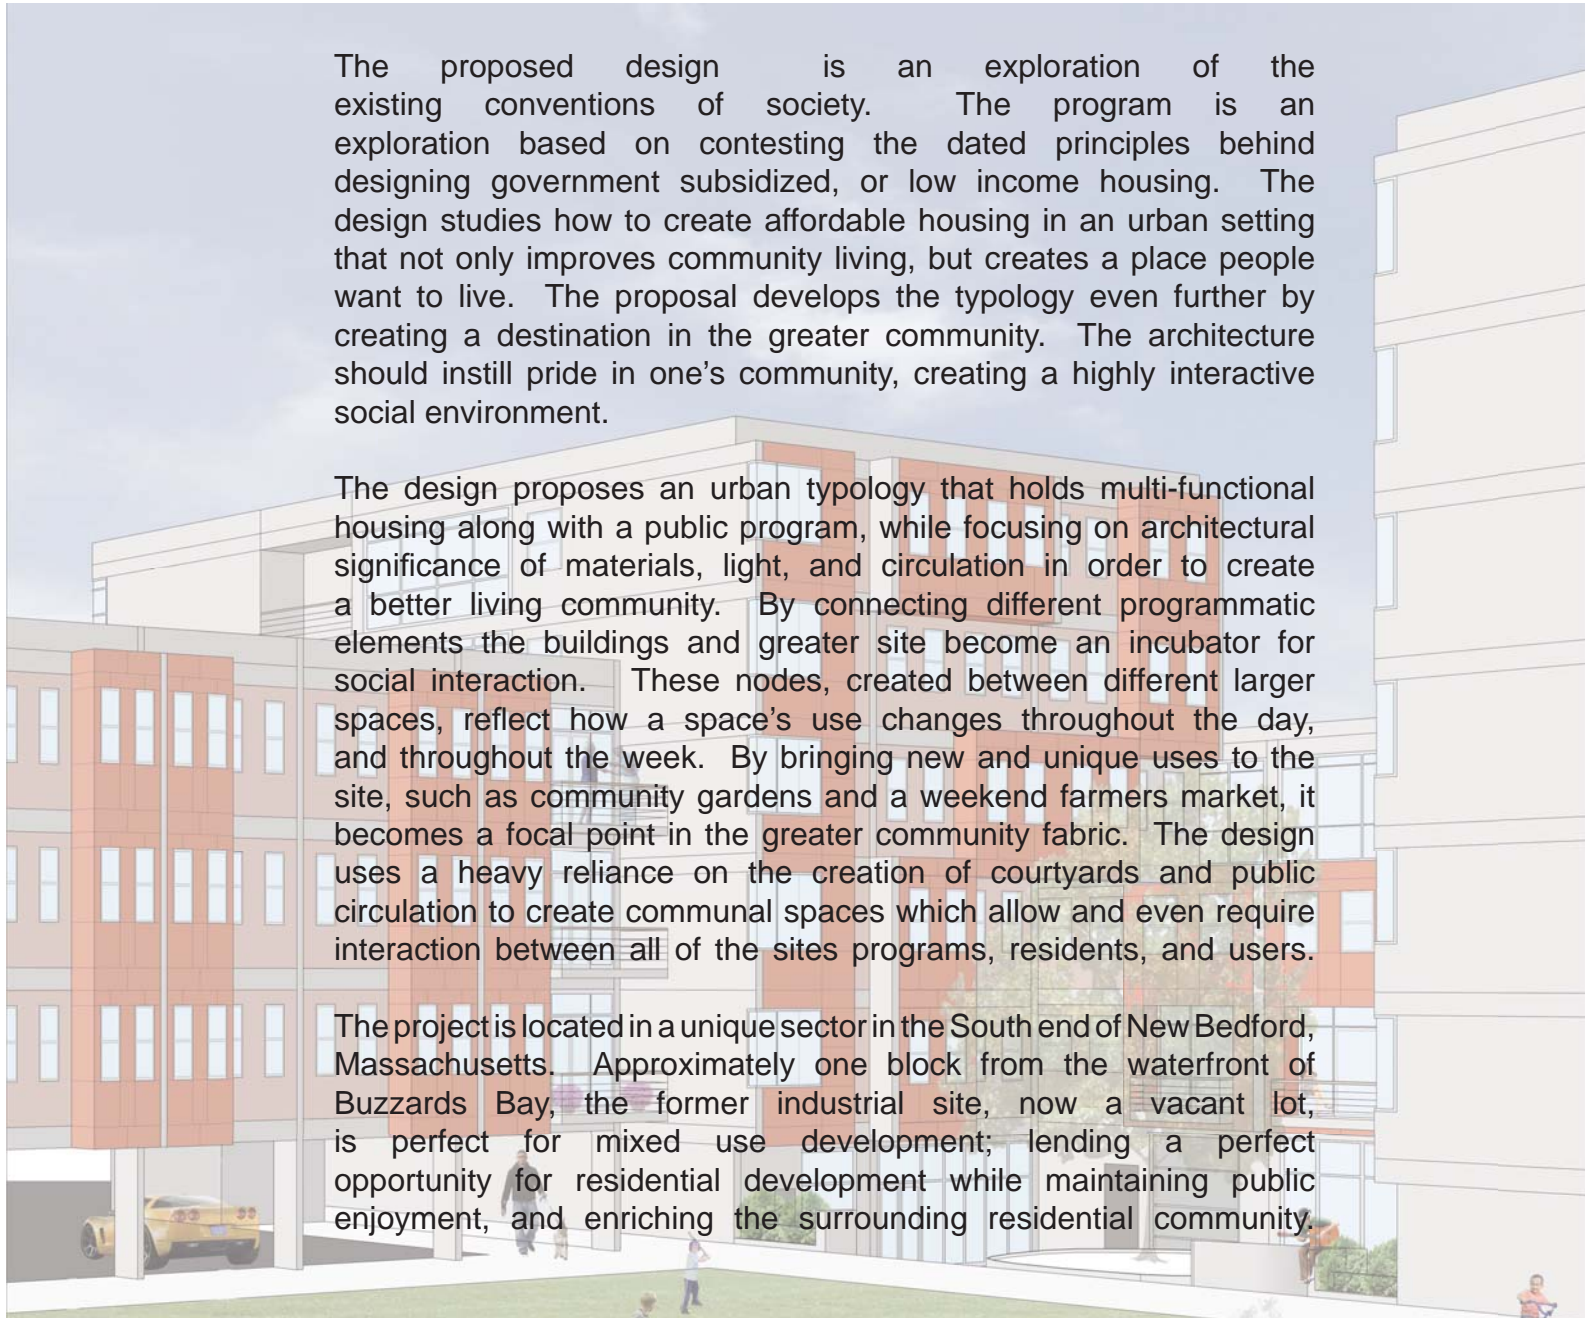 The proposed design is an exploration of the
existing conventions of society. The program is an
exploration based on contesting the dated principles behind
designing government subsidized, or low income housing. The
design studies how to create affordable housing in an urban setting
that not only improves community living, but creates a place people
want to live. The proposal develops the typology even further by
creating a destination in the greater community. The architecture
should instill pride in one's community, creating a highly interactive
social environment.
The design proposes an urban typology that holds multi-functional
housing along with a public program, while focusing on architectural
significance of materials, light, and circulation in order to create
a better living community. By connecting different programmatic
elements the buildings and greater site become an incubator for
social interaction. These nodes, created between different larger
spaces, reflect how a space's use changes throughout the day,
and throughout the week. By bringing new and unique uses to the
site, such as community gardens and a weekend farmers market, it
becomes a focal point in the greater community fabric. The design
uses a heavy reliance on the creation of courtyards and public
circulation to create communal spaces which allow and even require
interaction between all of the sites programs, residents, and users.
The project is located in a unique sector in the South end of New Bedford,
Massachusetts. Approximately one block from the waterfront of
Buzzards Bay, the former industrial site, now a vacant lot,
is perfect for mixed use development; lending a perfect
opportunity for residential development while maintaining public
enjoyment, and enriching the surrounding residential community.